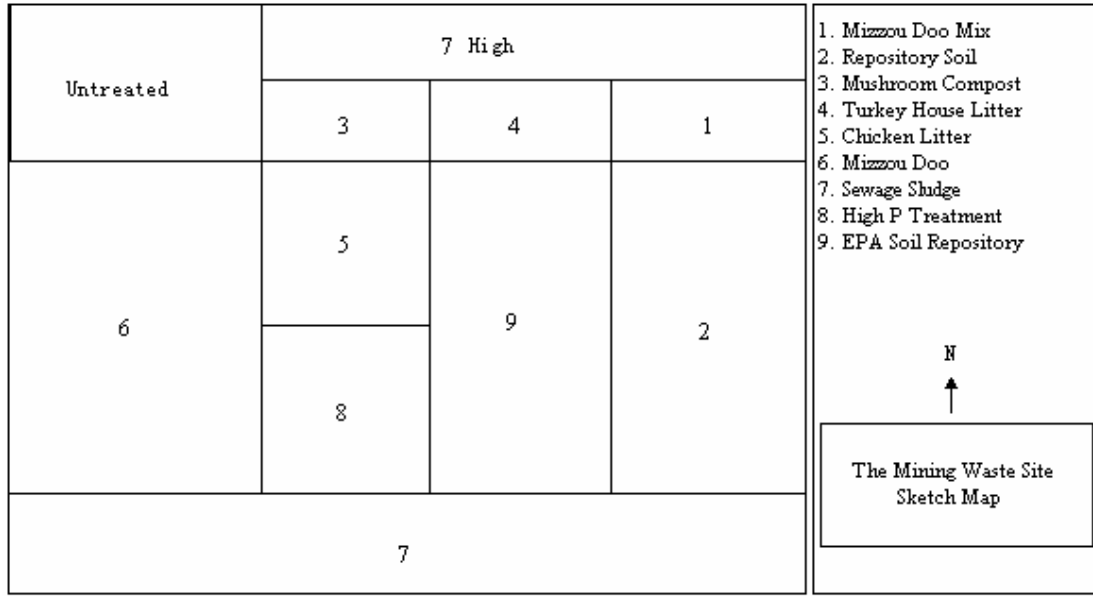 7 High
Untreated
3
4
1
5
6
9
2
8
7
1. Mizzou Doo Mix
2. Repository Soil
3. Mushroom Compost
4. Turkey House Litter
5. Chicken Litter
6. Mizzou Doo
7. Sewage Sludge
8. High P Treatment
9. EPA Soil Repository
N
The Mining Waste Site
Sketch Map